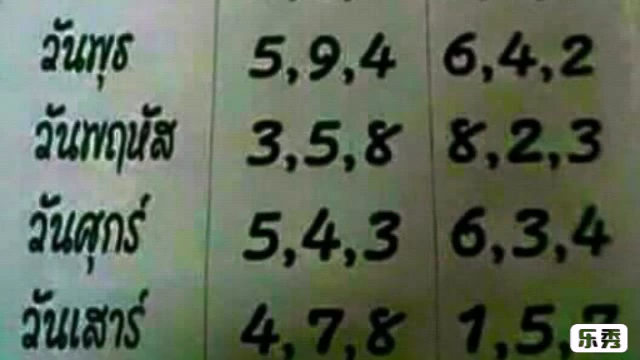 วันพุธ 5,9,4 6,4,2
วันพฤหัส 3,5,8 8,2,3
วันศุกร์ 5,4,3 6,3,4
วันเสาร์ 4,7,8 1,5,7
乐秀